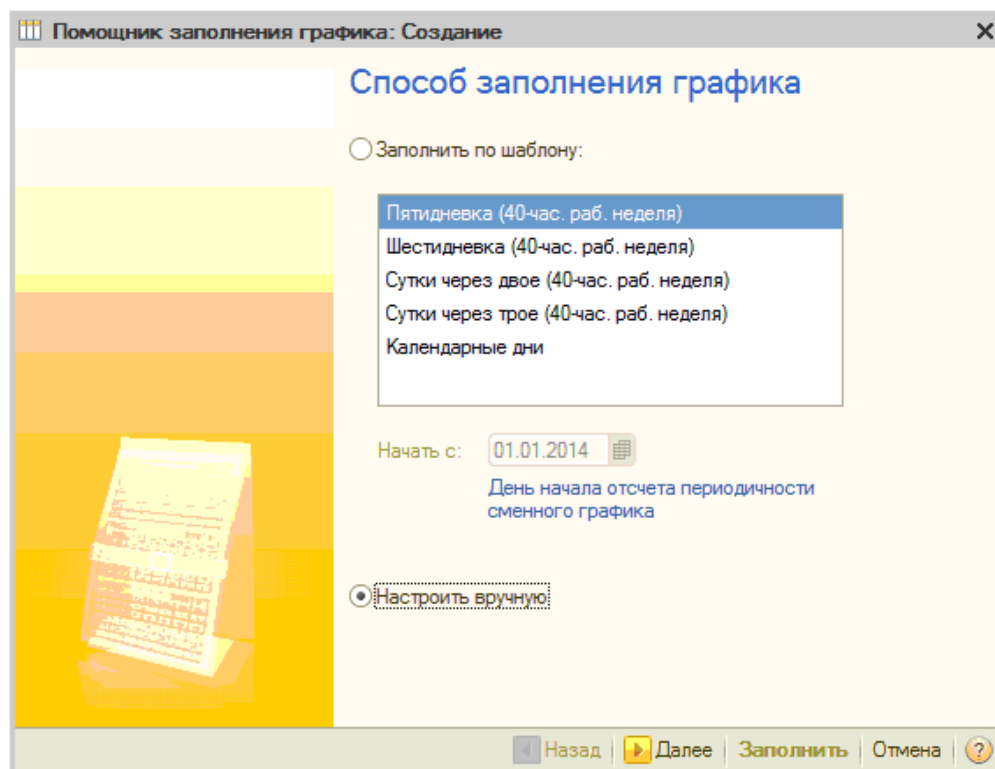 Помощник заполнения графика: Создание
Способ заполнения графика
Заполнить по шаблону:
Пятидневка (40-час. раб. неделя)
Шестидневка (40-час. раб. неделя)
Сутки через двое (40-час. раб. неделя)
Сутки через трое (40-час. раб. неделя)
Календарные дни
Начать с: 01.01.2014
День начала отсчета периодичности
сменного графика
Настроить вручную
Назад Далее Заполнить Отмена ?